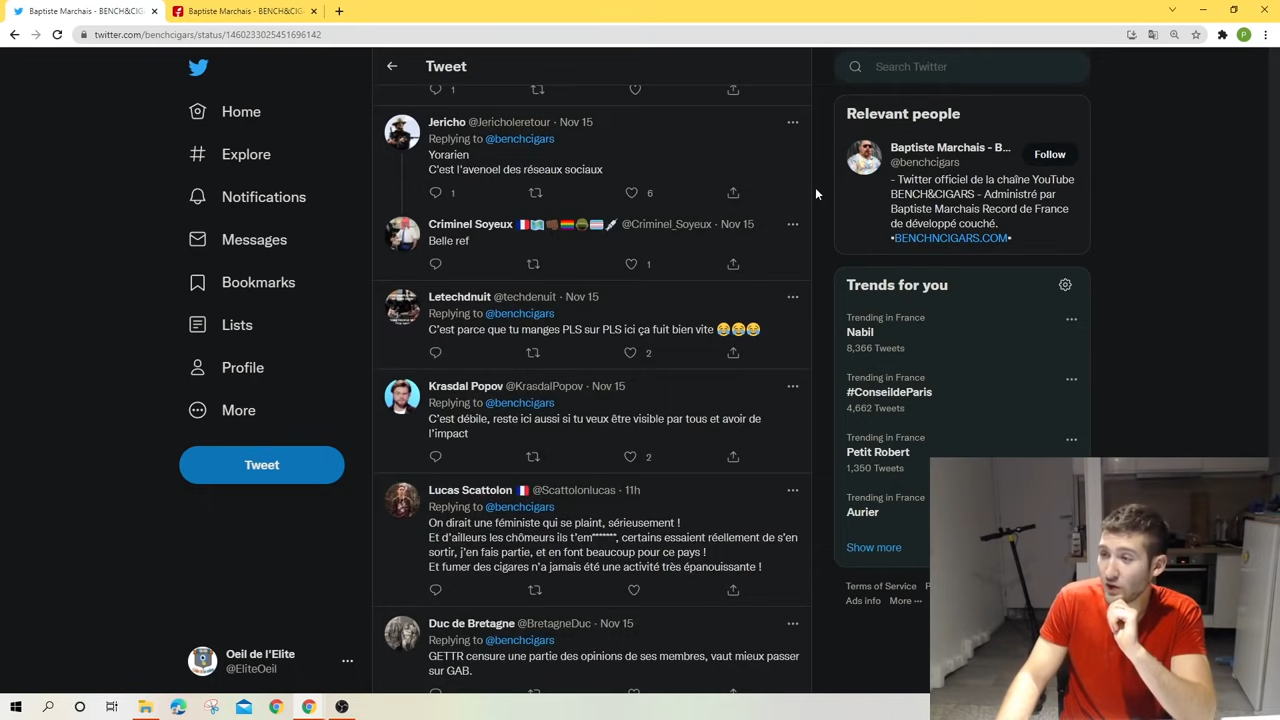 Baptiste Marchais - BENCH&CIG
Baptiste Marchais - BENCH&CIG
twitter.com/benchcigars/status/1460233025451696142
Home
Explore
Notifications
Messages
Bookmarks
Lists
Profile
More
Tweet
Oeil de l'Elite
@EliteOeil
Tweet
1
Jericho @Jericholeretour · Nov 15
Replying to @benchcigars
Yorarien
C'est l'avenoel des réseaux sociaux
1 6
Criminel Soyeux 🇫🇷 @Criminel_Soyeux · Nov 15
Belle ref
1
Letechdnuit @techdenuit · Nov 15
Replying to @benchcigars
C'est parce que tu manges PLS sur PLS ici ça fuit bien vite 😂😂😂
2
Krasdal Popov @KrasdalPopov · Nov 15
Replying to @benchcigars
C'est débile, reste ici aussi si tu veux être visible par tous et avoir de
l'impact
2
Lucas Scattolon 🇫🇷 @Scattolonlucas · 11h
Replying to @benchcigars
On dirait une féministe qui se plaint, sérieusement !
Et d'ailleurs les chômeurs ils t'em*******, certains essaient réellement de s'en
sortir, j'en fais partie, et en font beaucoup pour ce pays !
Et fumer des cigares n'a jamais été une activité très épanouissante !
Duc de Bretagne @BretagneDuc · Nov 15
Replying to @benchcigars
GETTR censure une partie des opinions de ses membres, vaut mieux passer
sur GAB.
Search Twitter
Relevant people
Baptiste Marchais - B...
@benchcigars
Follow
- Twitter officiel de la chaîne YouTube
BENCH&CIGARS - Administré par
Baptiste Marchais Record de France
de développé couché.
•BENCHNCIGARS.COM•
Trends for you
Trending in France
Nabil
8,366 Tweets
Trending in France
#ConseildeParis
4,662 Tweets
Trending in France
Petit Robert
1,350 Tweets
Trending in France
Aurier
Show more
Terms of Service P
Ads info More ···